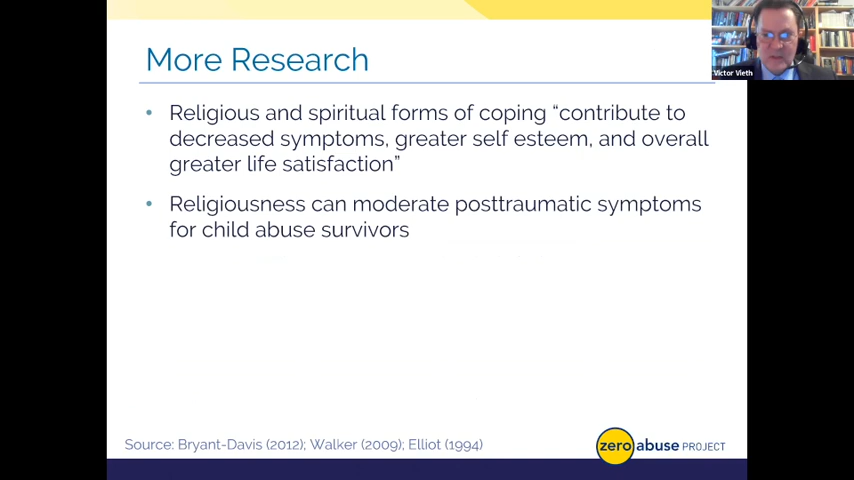 Victor Vieth
More Research
• Religious and spiritual forms of coping “contribute to
decreased symptoms, greater self esteem, and overall
greater life satisfaction”
• Religiousness can moderate posttraumatic symptoms
for child abuse survivors
Source: Bryant-Davis (2012); Walker (2009); Elliot (1994)
zero abuse PROJECT